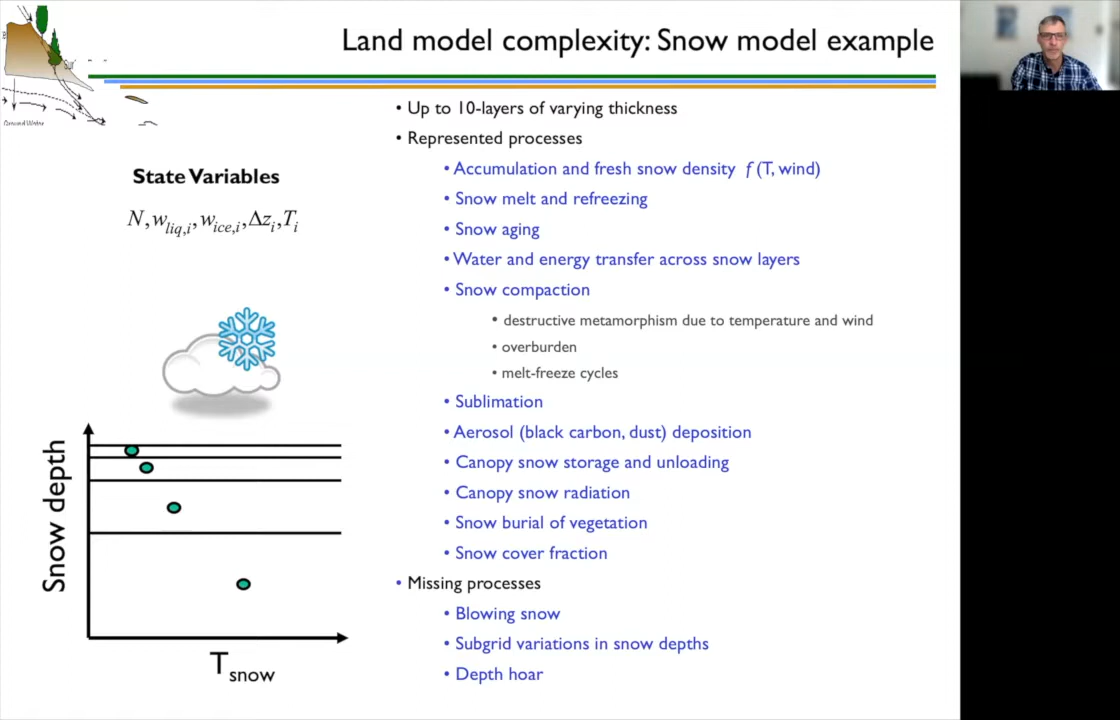 Land model complexity: Snow model example
Ground Water
State Variables
N, w_liq,i, w_ice,i, Δz_i, T_i
Snow depth
T_snow
• Up to 10-layers of varying thickness
• Represented processes
• Accumulation and fresh snow density f (T, wind)
• Snow melt and refreezing
• Snow aging
• Water and energy transfer across snow layers
• Snow compaction
• destructive metamorphism due to temperature and wind
• overburden
• melt-freeze cycles
• Sublimation
• Aerosol (black carbon, dust) deposition
• Canopy snow storage and unloading
• Canopy snow radiation
• Snow burial of vegetation
• Snow cover fraction
• Missing processes
• Blowing snow
• Subgrid variations in snow depths
• Depth hoar